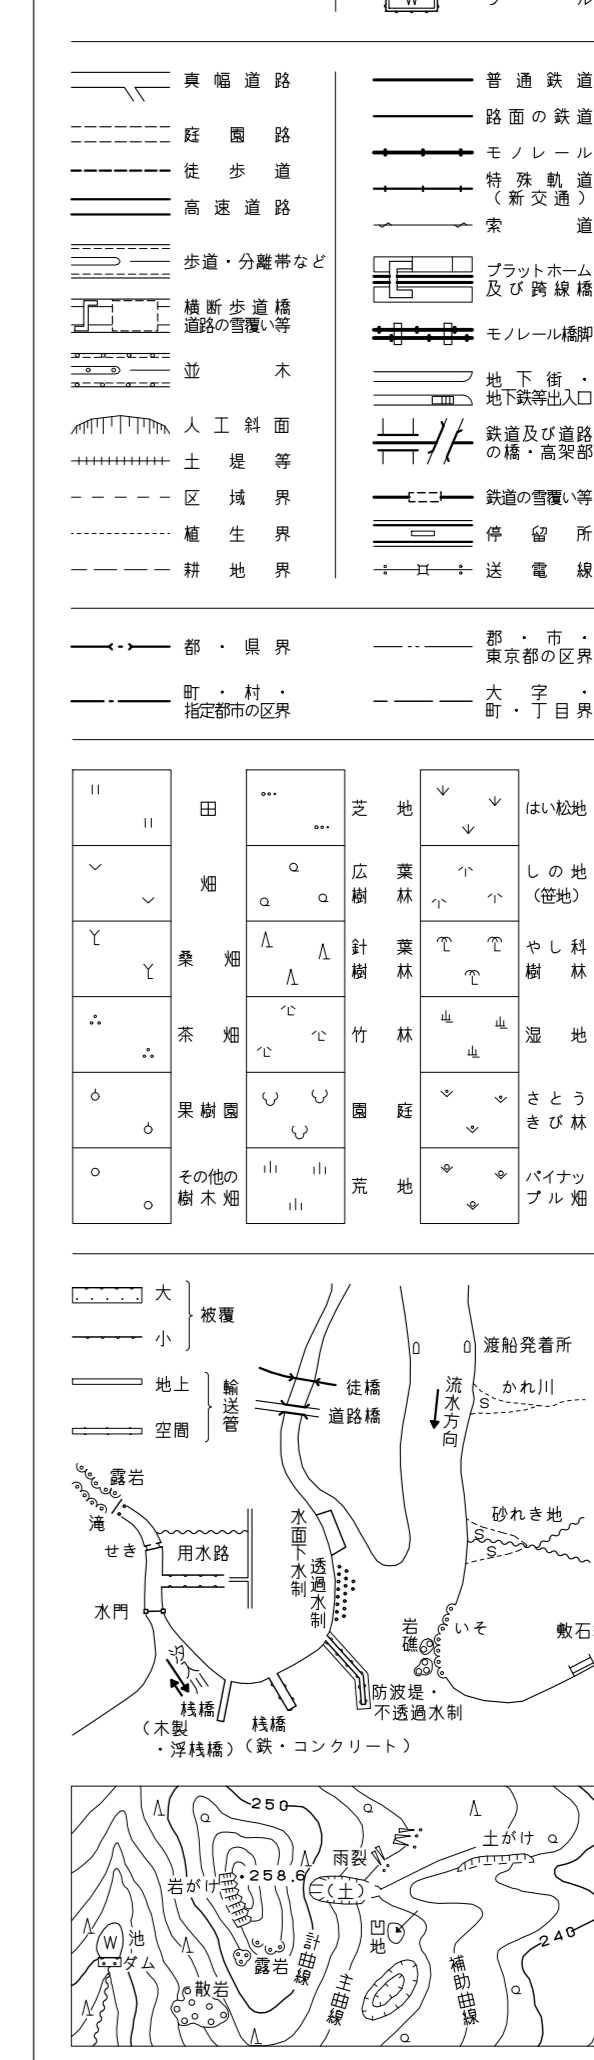 W
真幅道路
庭園路
徒歩道
高速道路
歩道・分離帯など
横断歩道橋
道路の雪覆い等
並木
人工斜面
土堤等
区域界
植生界
耕地界
普通鉄道
路面の鉄道
モノレール
特殊軌道
(新交通)
索道
プラットホーム
及び跨線橋
モノレール橋脚
地下街・
地下鉄等出入口
鉄道及び道路
の橋・高架部
鉄道の雪覆い等
停留所
送電線
都・県界
町・村・
指定都市の区界
郡・市・
東京都の区界
大字・
町・丁目界
田
畑
桑畑
茶畑
果樹園
その他の
樹木畑
芝地
広葉
樹林
針葉
樹林
竹林
園庭
荒地
はい松地
しの地
(笹地)
やし科
樹林
湿地
さとう
きび林
パイナッ
プル畑
大
小
被覆
地上
空間
輸送管
徒橋
道路橋
渡船発着所
流水方向
かれ川
S
露岩
滝
せき
用水路
水門
水面下水制
透過水制
砂れき地
S
S
岩礁
いそ
敷石
汐入川
桟橋
(木製
・浮桟橋)
桟橋
(鉄・コンクリート)
防波堤・
不透過水制
250
雨裂
土がけ
岩がけ
258.6
(土)
池
W
ダム
露岩
散岩
計曲線
主曲線
凹地
補助曲線
240